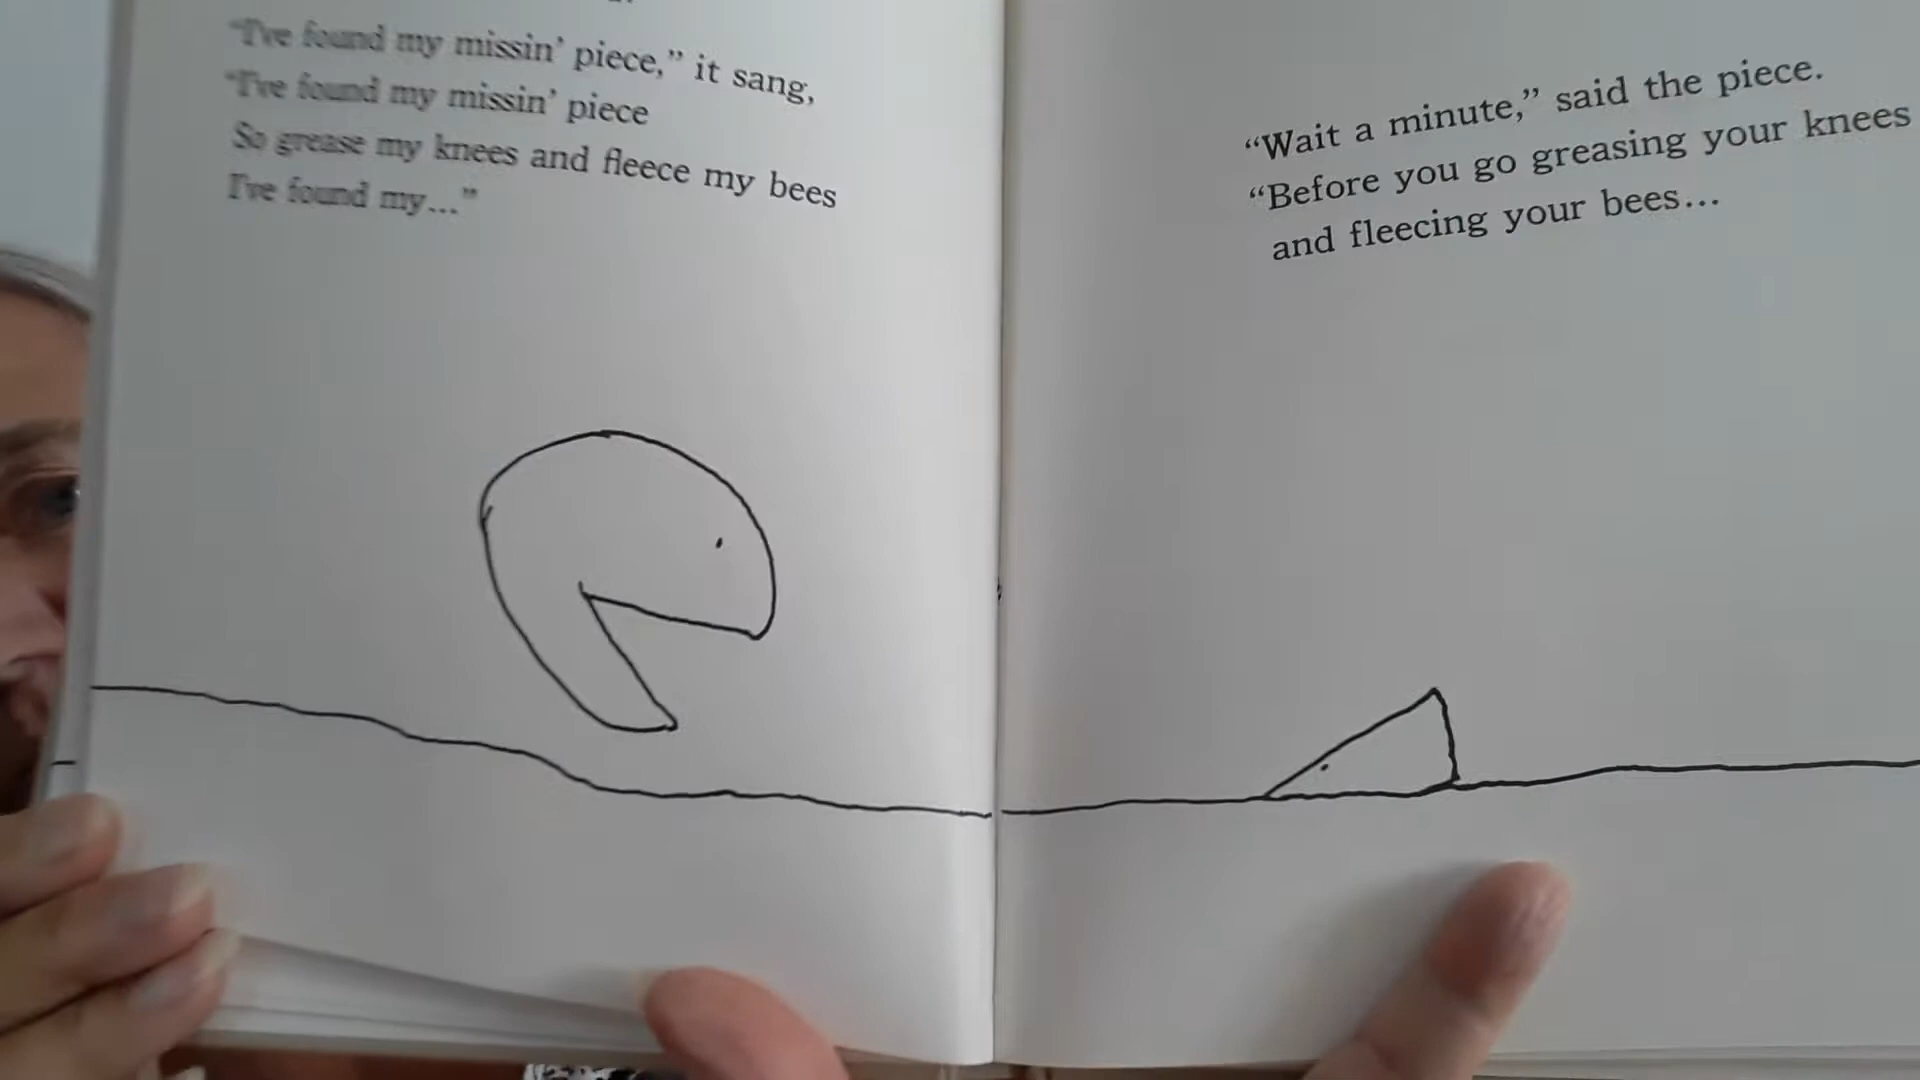 “I’ve found my missin’ piece,” it sang,
“I’ve found my missin’ piece
So grease my knees and fleece my bees
I’ve found my...”
“Wait a minute,” said the piece.
“Before you go greasing your knees
and fleecing your bees...